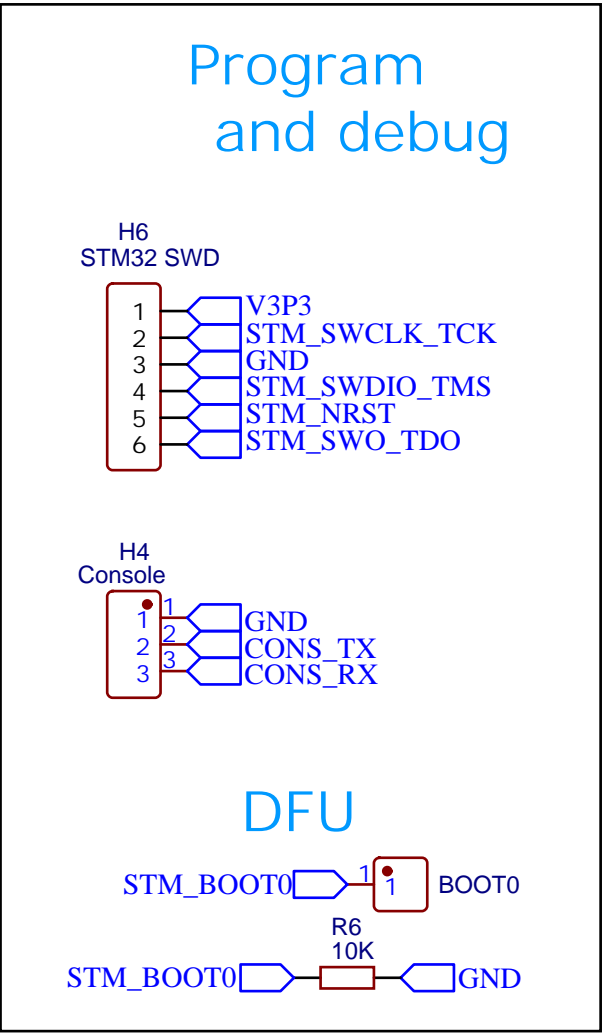 Program
and debug
H6
STM32 SWD
1 V3P3
2 STM_SWCLK_TCK
3 GND
4 STM_SWDIO_TMS
5 STM_NRST
6 STM_SWO_TDO
H4
Console
1 1 GND
2 2 CONS_TX
3 3 CONS_RX
DFU
STM_BOOT0 1 1 BOOT0
R6
10K
STM_BOOT0 GND